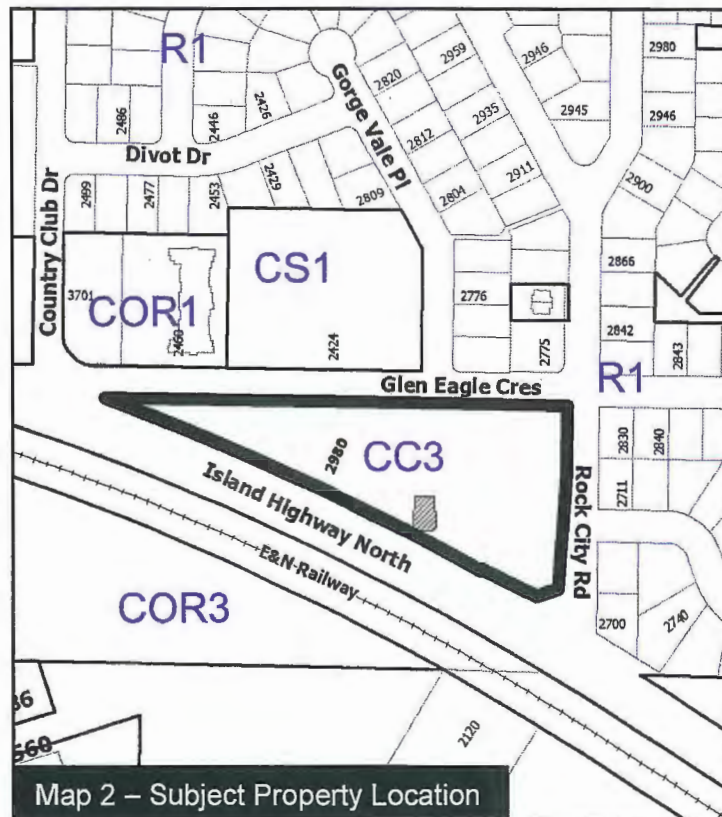 R1
2486
2446
2426
Gorge Vale Pl
2820
2959
2946
2980
2945
2946
2812
2935
Divot Dr
2499
2477
2453
2429
2809
2804
2911
2900
Country Club Dr
3701
COR1
2460
CS1
2424
2776
2775
2866
2842
2843
R1
Glen Eagle Cres
2980
CC3
Rock City Rd
2830
2840
2711
2700
2740
Island Highway North
E&N Railway
COR3
2120
36
560
Map 2 – Subject Property Location